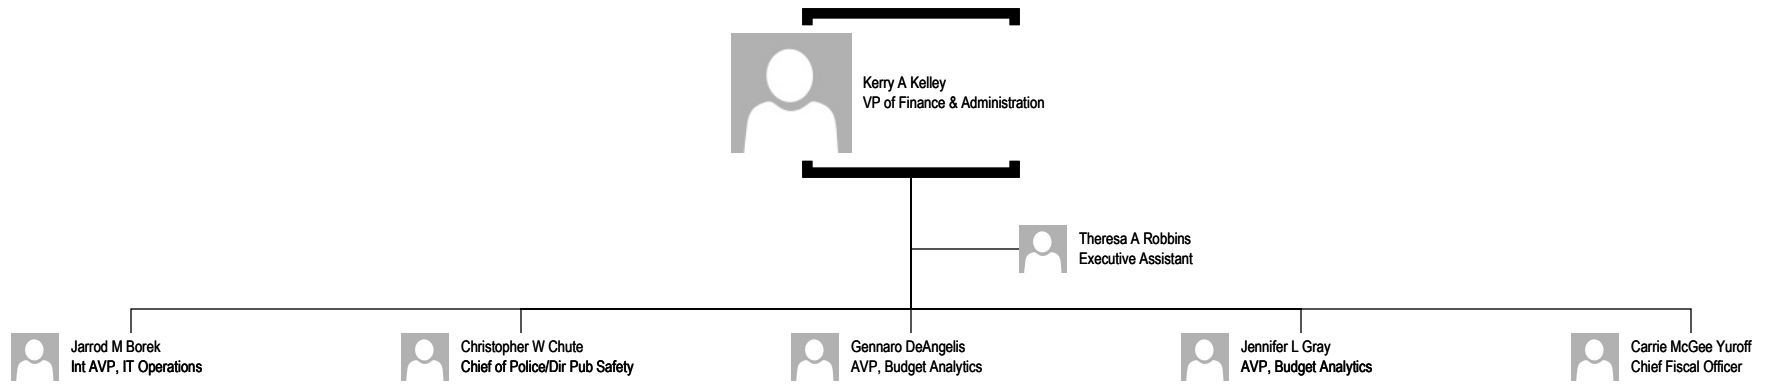 Kerry A Kelley
VP of Finance & Administration
Theresa A Robbins
Executive Assistant
Jarrod M Borek
Int AVP, IT Operations
Christopher W Chute
Chief of Police/Dir Pub Safety
Gennaro DeAngelis
AVP, Budget Analytics
Jennifer L Gray
AVP, Budget Analytics
Carrie McGee Yuroff
Chief Fiscal Officer